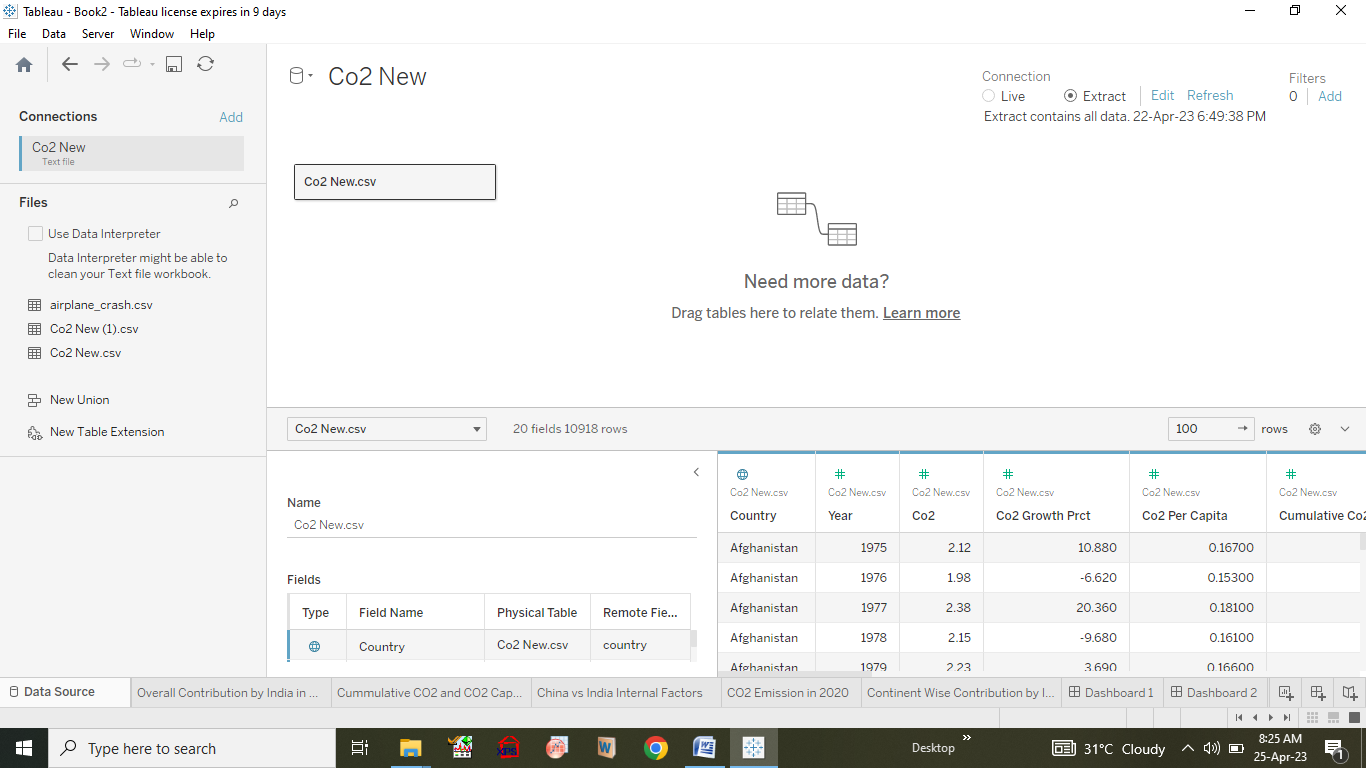 Tableau - Book2 - Tableau license expires in 9 days
File Data Server Window Help
Connections Add
Co2 New
Text file
Files
Use Data Interpreter
Data Interpreter might be able to
clean your Text file workbook.
airplane_crash.csv
Co2 New (1).csv
Co2 New.csv
New Union
New Table Extension
Co2 New
Connection
Live Extract Edit Refresh
Extract contains all data. 22-Apr-23 6:49:38 PM
Filters
0 Add
Co2 New.csv
Need more data?
Drag tables here to relate them. Learn more
Co2 New.csv 20 fields 10918 rows 100 rows
Name
Co2 New.csv
Fields
Type Field Name Physical Table Remote Fie...
Country Co2 New.csv country
Co2 New.csv Co2 New.csv Co2 New.csv Co2 New.csv Co2 New.csv Co2 New.csv
Country Year Co2 Co2 Growth Prct Co2 Per Capita Cumulative Co2
Afghanistan 1975 2.12 10.880 0.16700
Afghanistan 1976 1.98 -6.620 0.15300
Afghanistan 1977 2.38 20.360 0.18100
Afghanistan 1978 2.15 -9.680 0.16100
Afghanistan 1979 2.23 3.690 0.16600
Data Source Overall Contribution by India in ... Cummulative CO2 and CO2 Cap... China vs India Internal Factors CO2 Emission in 2020 Continent Wise Contribution by I... Dashboard 1 Dashboard 2
Type here to search XPS W W Desktop » 31°C Cloudy 8:25 AM
25-Apr-23 1